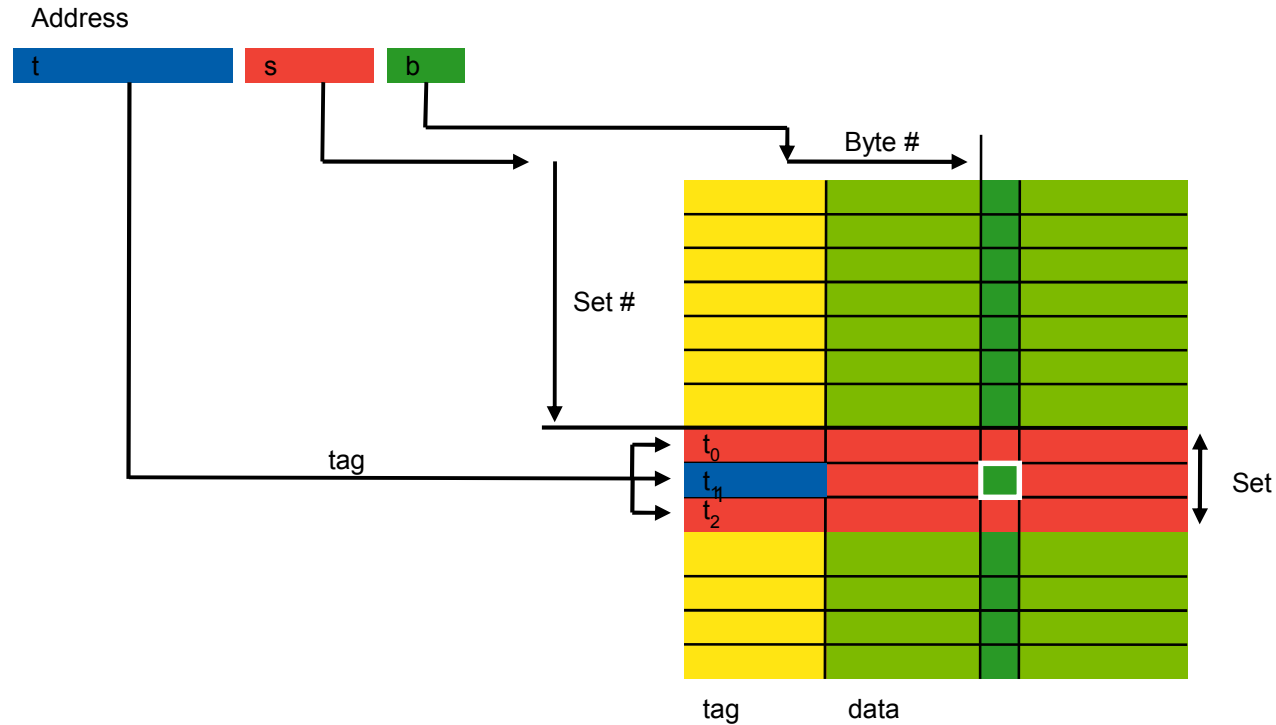 Address
t s b
Byte #
Set #
t0
tag
t1
Set
t2
tag data